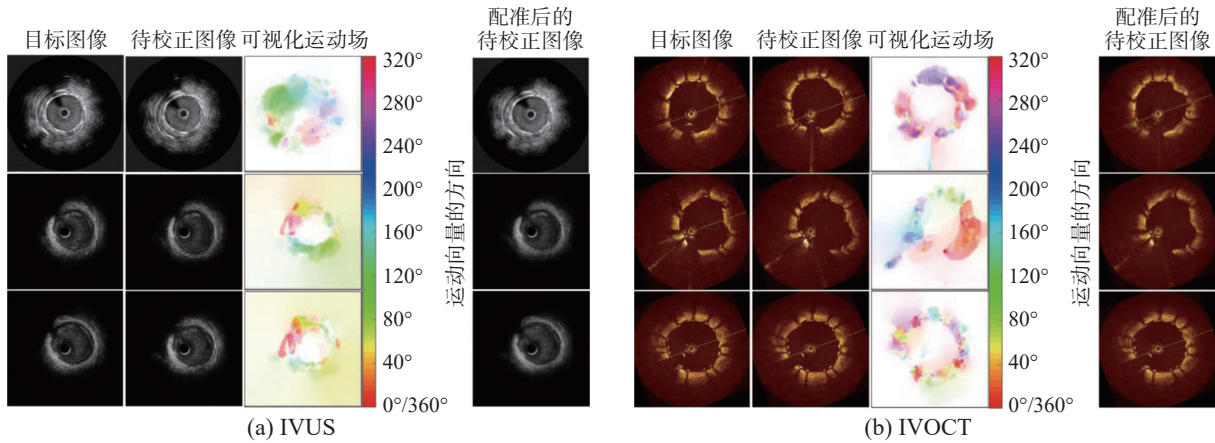 目标图像 待校正图像 可视化运动场
配准后的
待校正图像
320°
280°
240°
200°
160°
120°
80°
40°
0°/360°
运动向量的方向
(a) IVUS
目标图像 待校正图像 可视化运动场
配准后的
待校正图像
320°
280°
240°
200°
160°
120°
80°
40°
0°/360°
运动向量的方向
(b) IVOCT